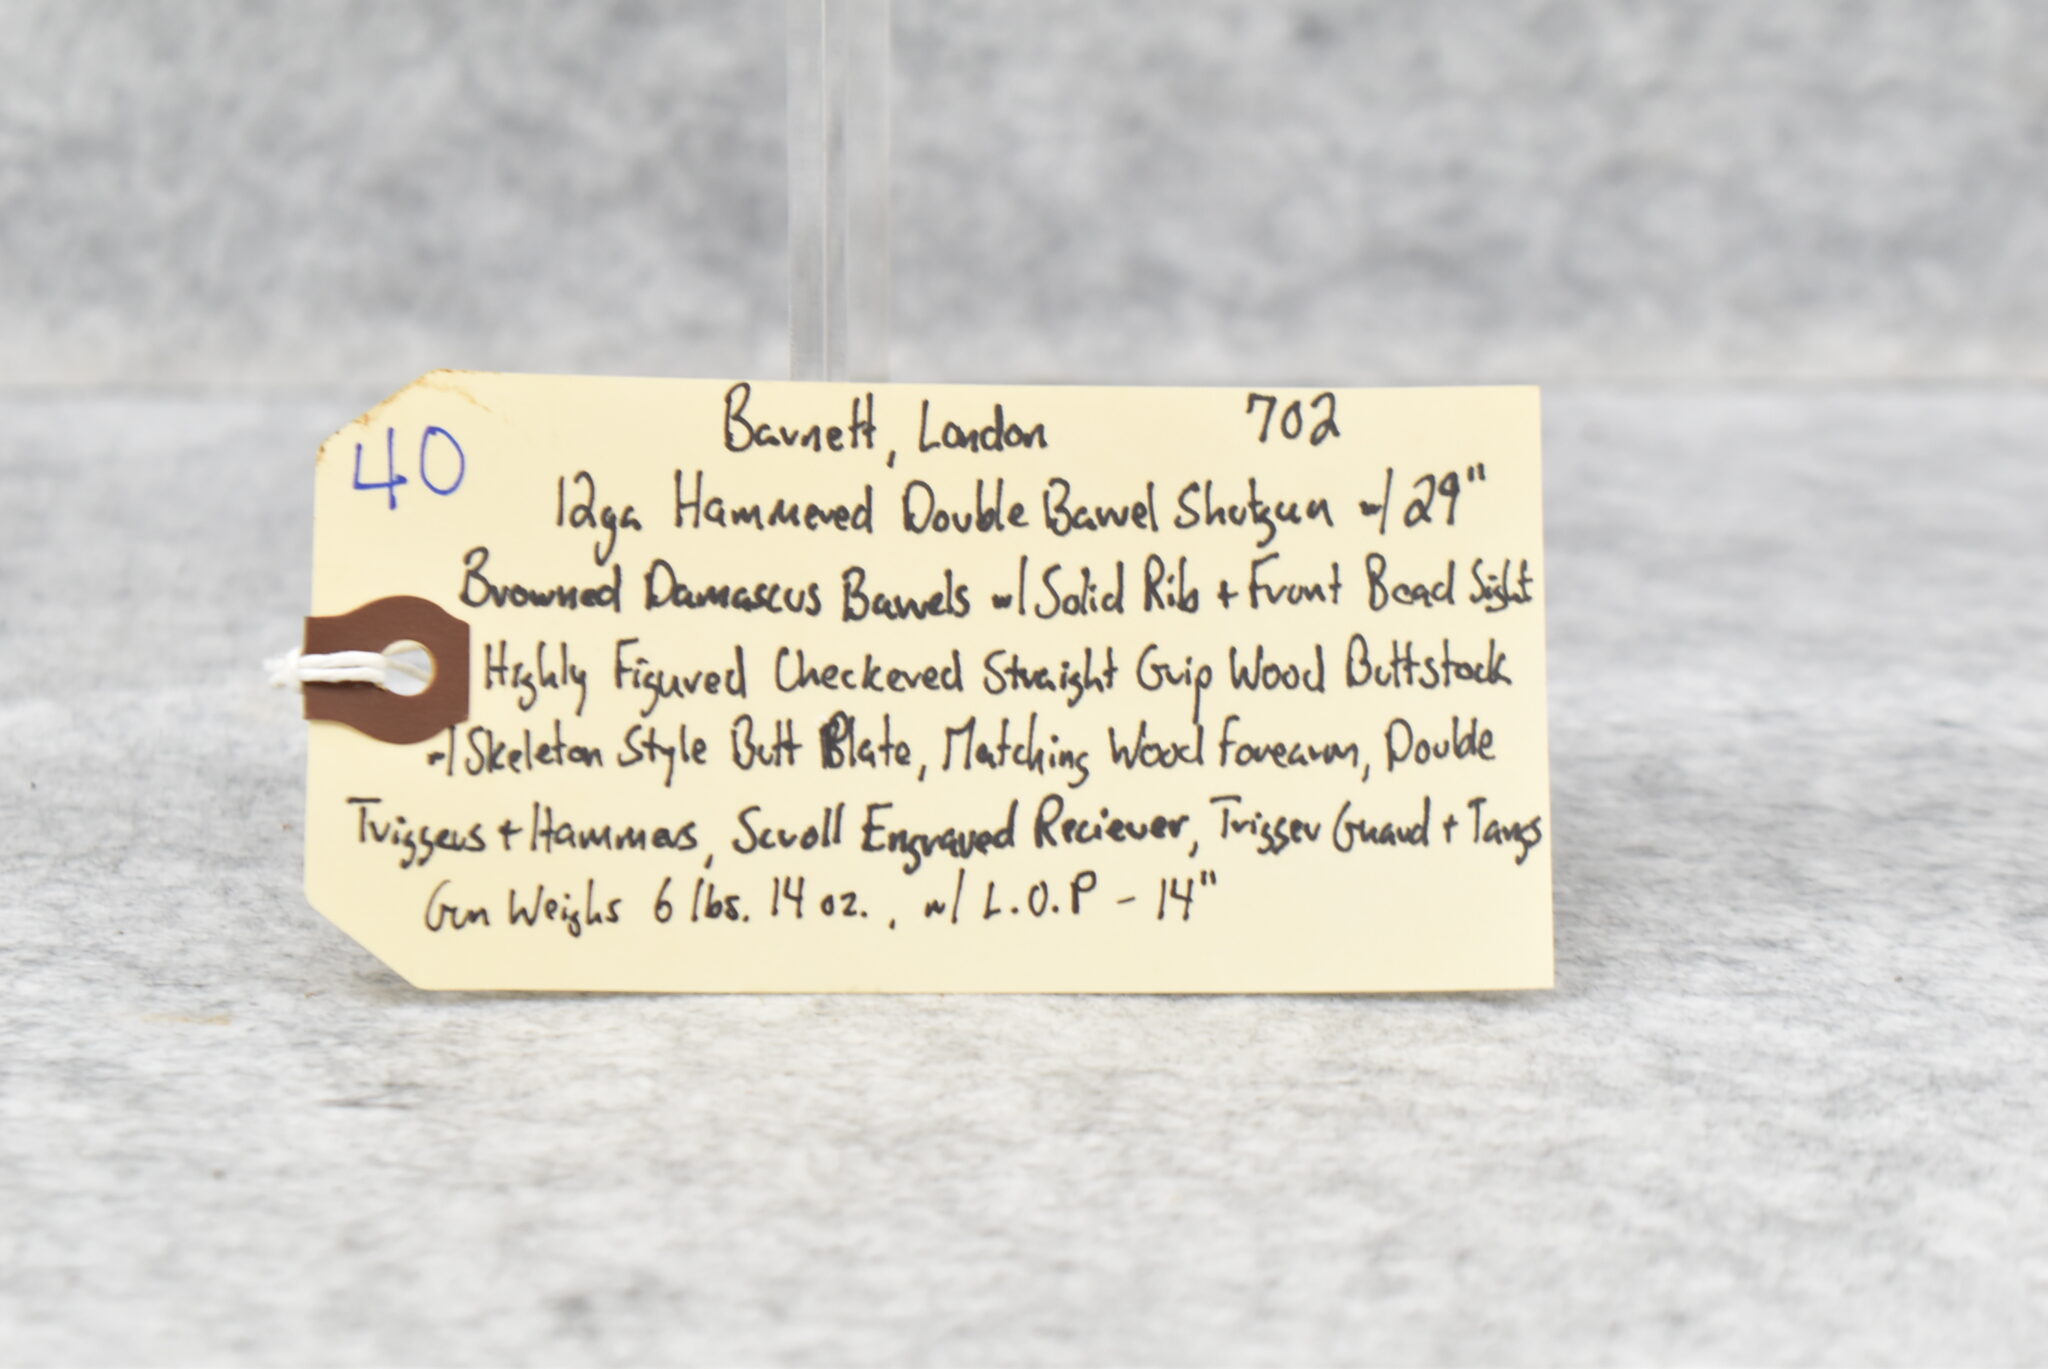 40
Barnett, London 702
12ga Hammered Double Barrel Shotgun w/ 29"
Browned Damascus Barrels w/ Solid Rib + Front Bead Sight
Highly Figured Checkered Straight Grip Wood Buttstock
w/ Skeleton Style Butt Plate, Matching Wood Forearm, Double
Triggers + Hammers, Scroll Engraved Reciever, Trigger Guard + Tangs
Gun Weighs 6 lbs. 14 oz., w/ L.O.P - 14"